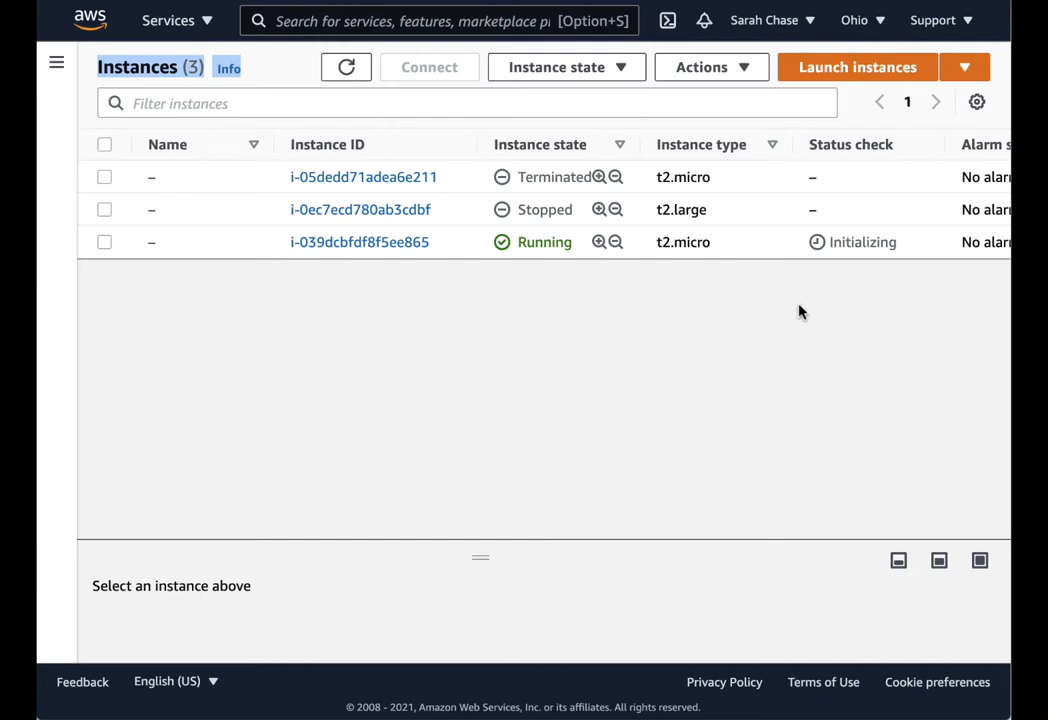 aws Services Search for services, features, marketplace p [Option+S] Sarah Chase Ohio Support
Instances (3) Info Connect Instance state Actions Launch instances
Filter instances 1
Name Instance ID Instance state Instance type Status check Alarm s
– i-05dedd71adea6e211 Terminated t2.micro – No alarr
– i-0ec7ecd780ab3cdbf Stopped t2.large – No alarr
– i-039dcbfdf8f5ee865 Running t2.micro Initializing No alarr
Select an instance above
Feedback English (US) Privacy Policy Terms of Use Cookie preferences
© 2008 - 2021, Amazon Web Services, Inc. or its affiliates. All rights reserved.